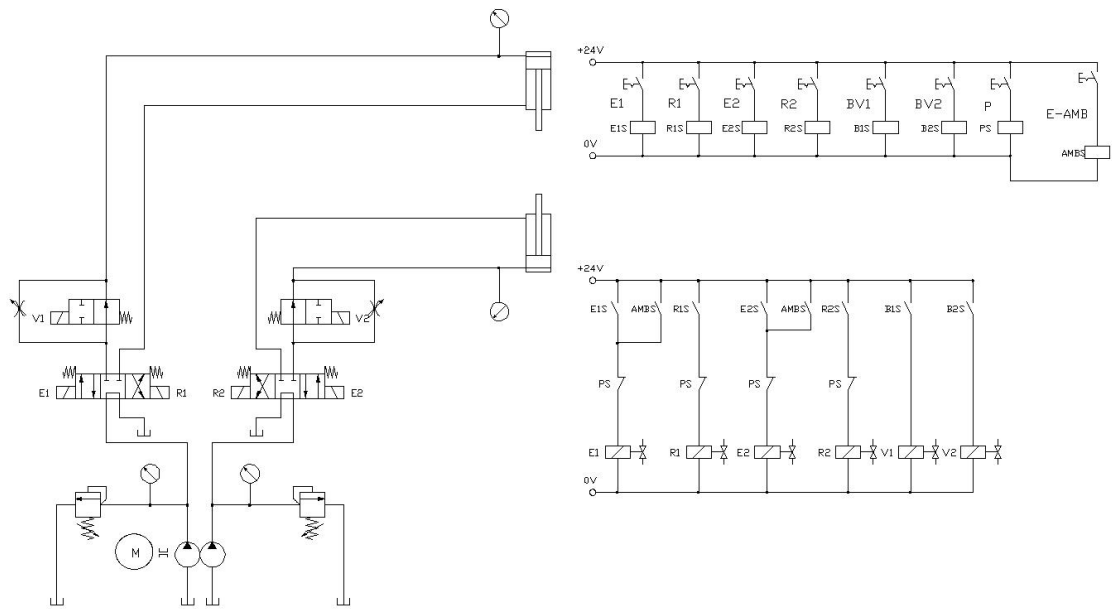 +24V
E1 R1 E2 R2 BV1 BV2 P E-AMB
E1S R1S E2S R2S B1S B2S PS
0V
AMBS
+24V
E1S AMBS R1S E2S AMBS R2S B1S B2S
V1 V2
PS PS PS PS
E1 R1 R2 E2
E1 R1 E2 R2 V1 V2
0V
M